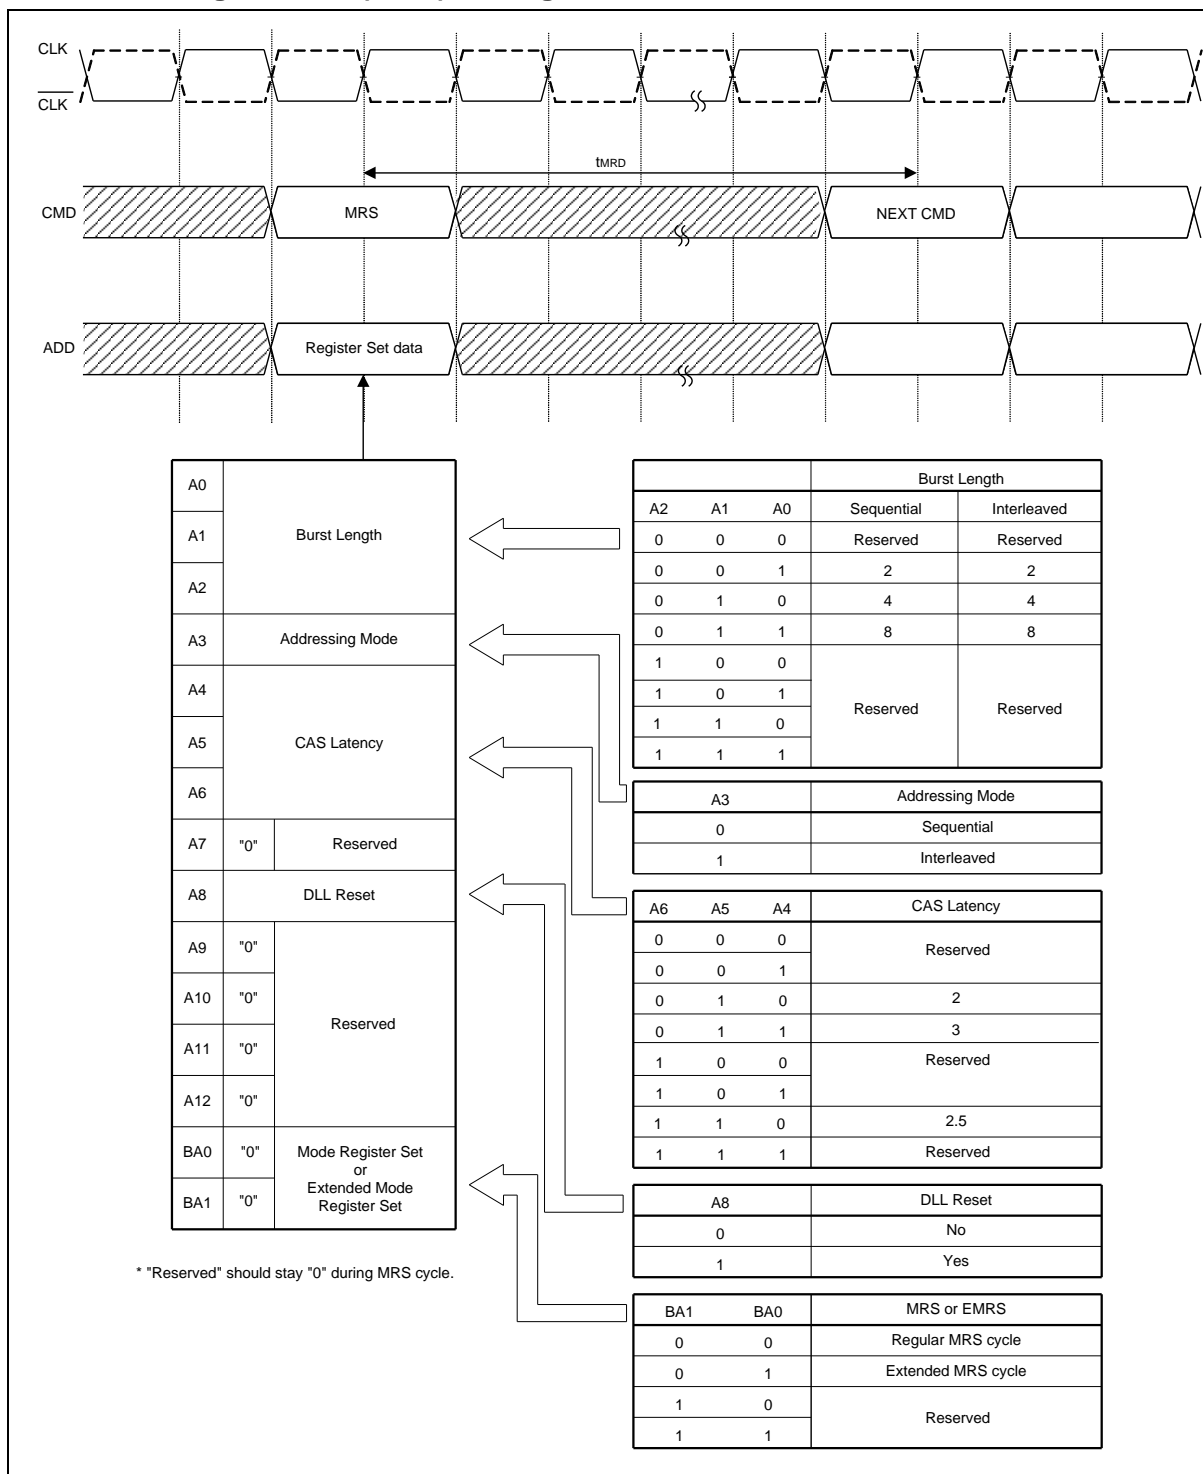 CLK
CLK
tMRD
CMD MRS NEXT CMD
ADD Register Set data
A0
A1 Burst Length
A2
A3 Addressing Mode
A4
A5 CAS Latency
A6
A7 "0" Reserved
A8 DLL Reset
A9 "0"
A10 "0"
Reserved
A11 "0"
A12 "0"
BA0 "0" Mode Register Set
or
Extended Mode
BA1 "0" Register Set
* "Reserved" should stay "0" during MRS cycle.
Burst Length
A2 A1 A0 Sequential Interleaved
0 0 0 Reserved Reserved
0 0 1 2 2
0 1 0 4 4
0 1 1 8 8
1 0 0
1 0 1
Reserved Reserved
1 1 0
1 1 1
A3 Addressing Mode
0 Sequential
1 Interleaved
A6 A5 A4 CAS Latency
0 0 0
Reserved
0 0 1
0 1 0 2
0 1 1 3
1 0 0 Reserved
1 0 1
1 1 0 2.5
1 1 1 Reserved
A8 DLL Reset
0 No
1 Yes
BA1 BA0 MRS or EMRS
0 0 Regular MRS cycle
0 1 Extended MRS cycle
1 0
Reserved
1 1